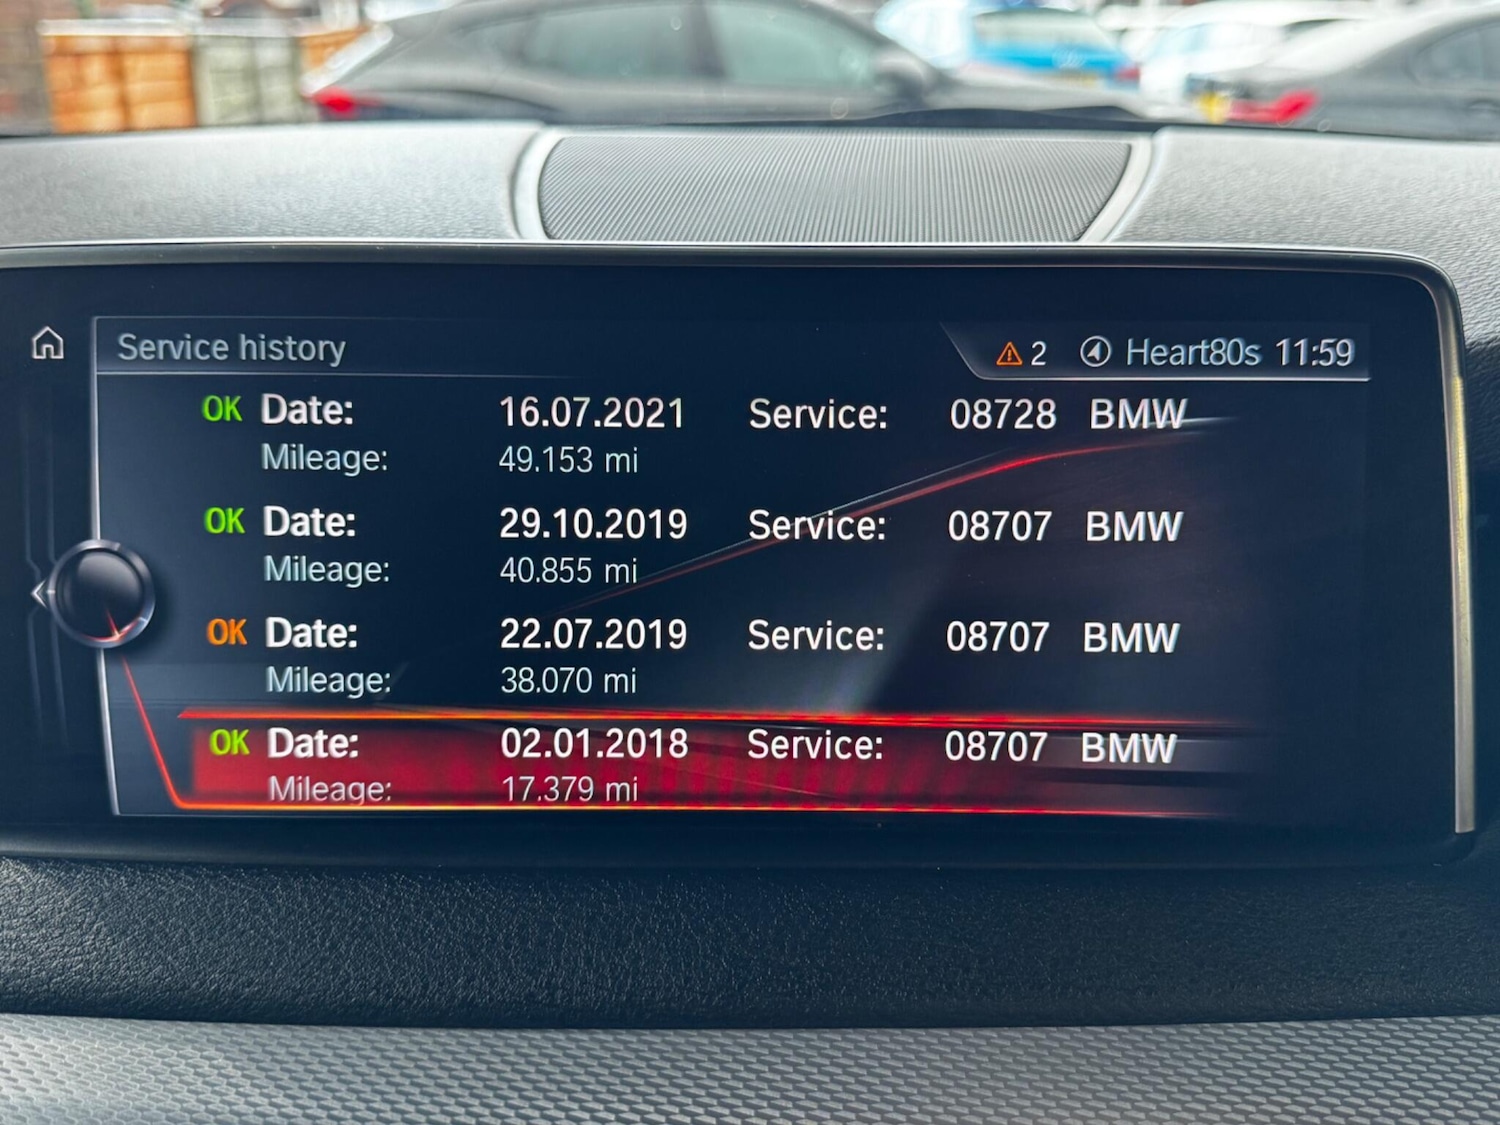 Service history 2 Heart80s 11:59
OK Date: 16.07.2021 Service: 08728 BMW
Mileage: 49.153 mi
OK Date: 29.10.2019 Service: 08707 BMW
Mileage: 40.855 mi
OK Date: 22.07.2019 Service: 08707 BMW
Mileage: 38.070 mi
OK Date: 02.01.2018 Service: 08707 BMW
Mileage: 17.379 mi